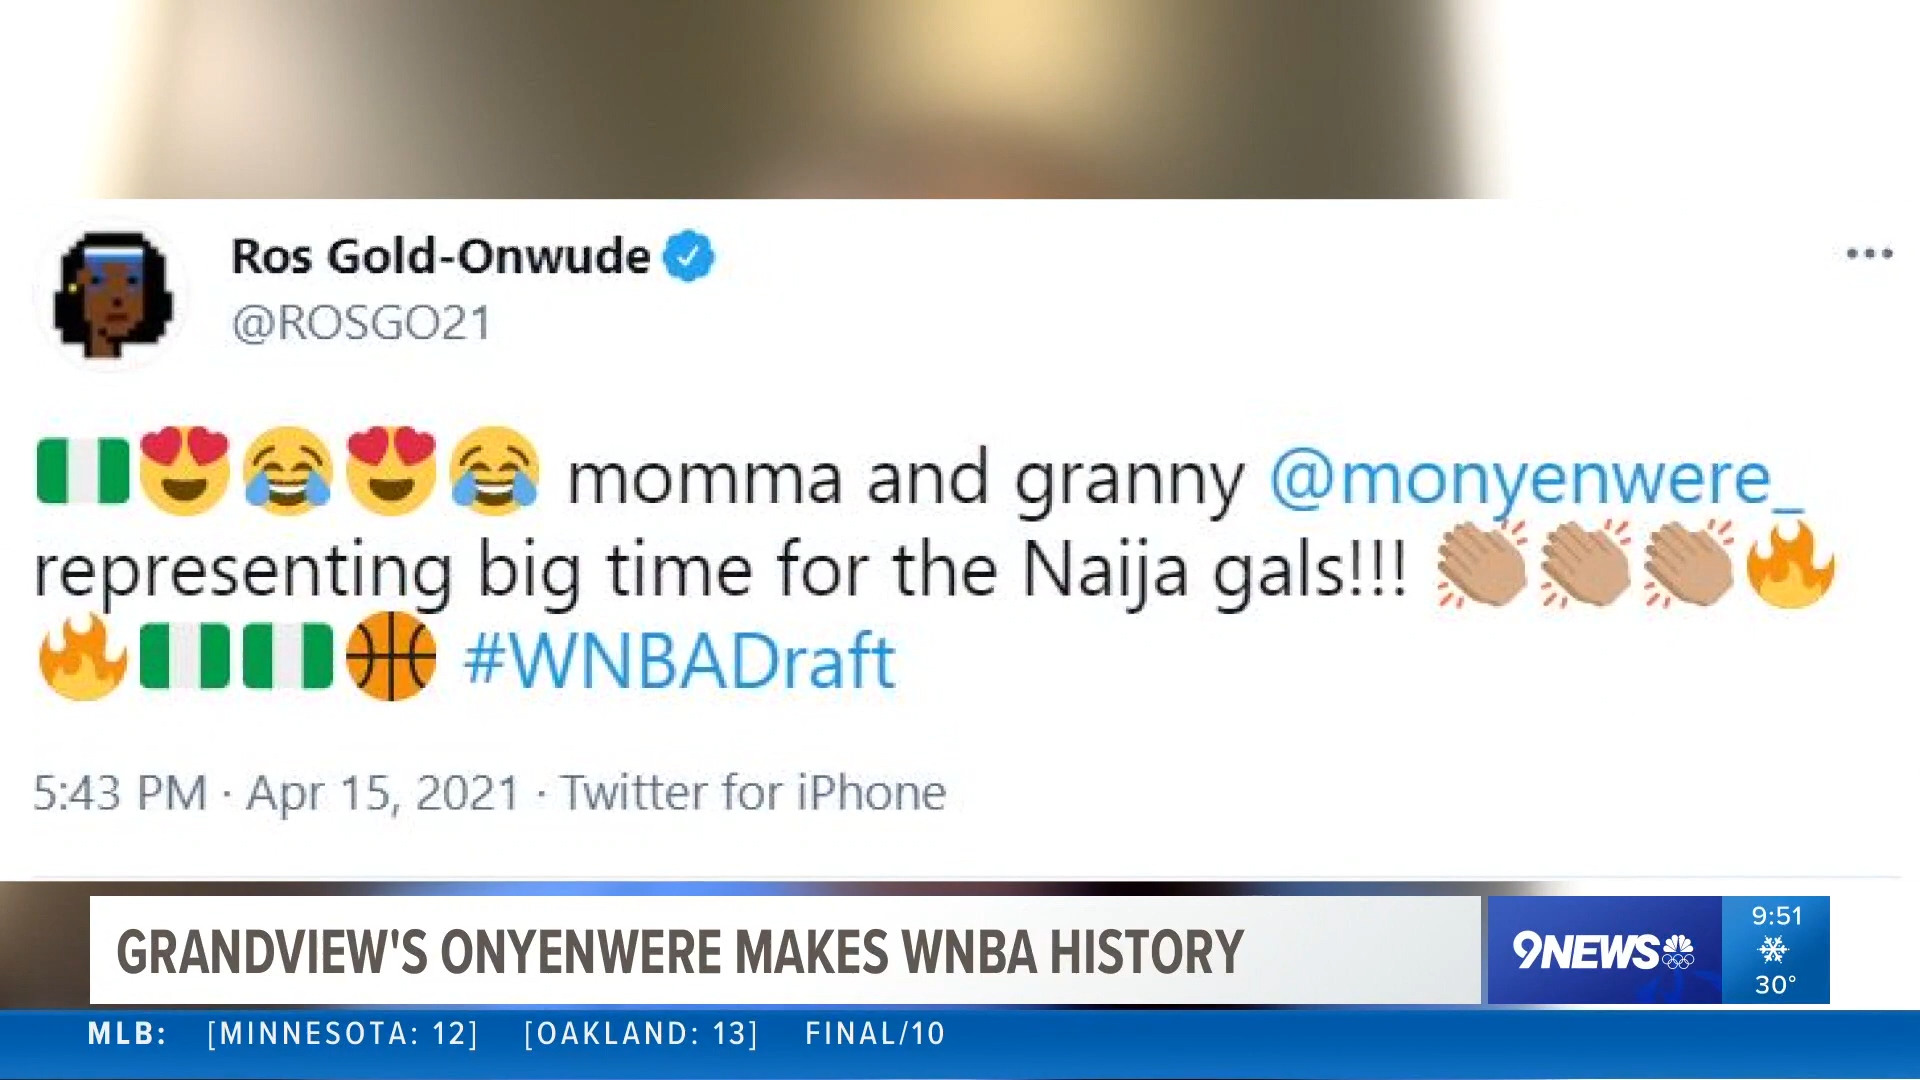 Ros Gold-Onwude
@ROSGO21
🇳🇬😍😂😍😂 momma and granny @monyenwere_
representing big time for the Naija gals!!! 👏🏼👏🏼👏🏼🔥
🔥🇳🇬🇳🇬🏀 #WNBADraft
5:43 PM · Apr 15, 2021 · Twitter for iPhone
GRANDVIEW'S ONYENWERE MAKES WNBA HISTORY
9NEWS
9:51
30°
MLB: [MINNESOTA: 12] [OAKLAND: 13] FINAL/10